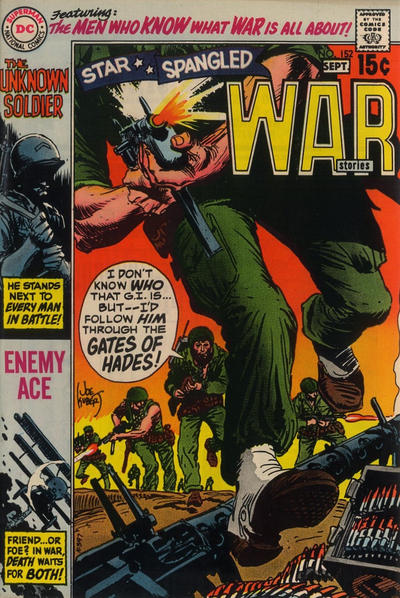 SUPERMAN
DC
NATIONAL COMICS
Featuring:
THE MEN WHO KNOW WHAT WAR IS ALL ABOUT!
APPROVED
BY THE
COMICS
CODE
AUTHORITY
STAR SPANGLED
WAR
stories
NO. 152
SEPT.
15¢
THE
UNKNOWN
SOLDIER
HE STANDS
NEXT TO
EVERY MAN
IN BATTLE!
ENEMY
ACE
FRIEND...OR
FOE? IN WAR,
DEATH WAITS
FOR BOTH!
I DON'T
KNOW WHO
THAT G.I. IS...
BUT--I'D
FOLLOW HIM
THROUGH THE
GATES OF
HADES!
JOE
KUBERT